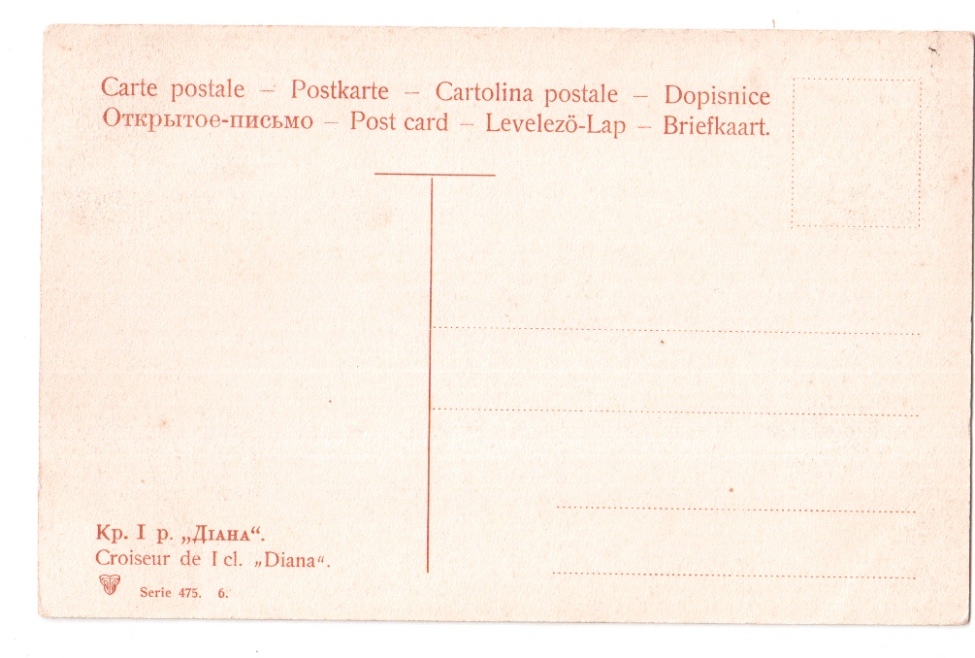 Carte postale – Postkarte – Cartolina postale – Dopisnice
Открытое-письмо – Post card – Levelezö-Lap – Briefkaart.
Кр. I р. „Діана“.
Croiseur de I cl. „Diana“.
Serie 475. 6.